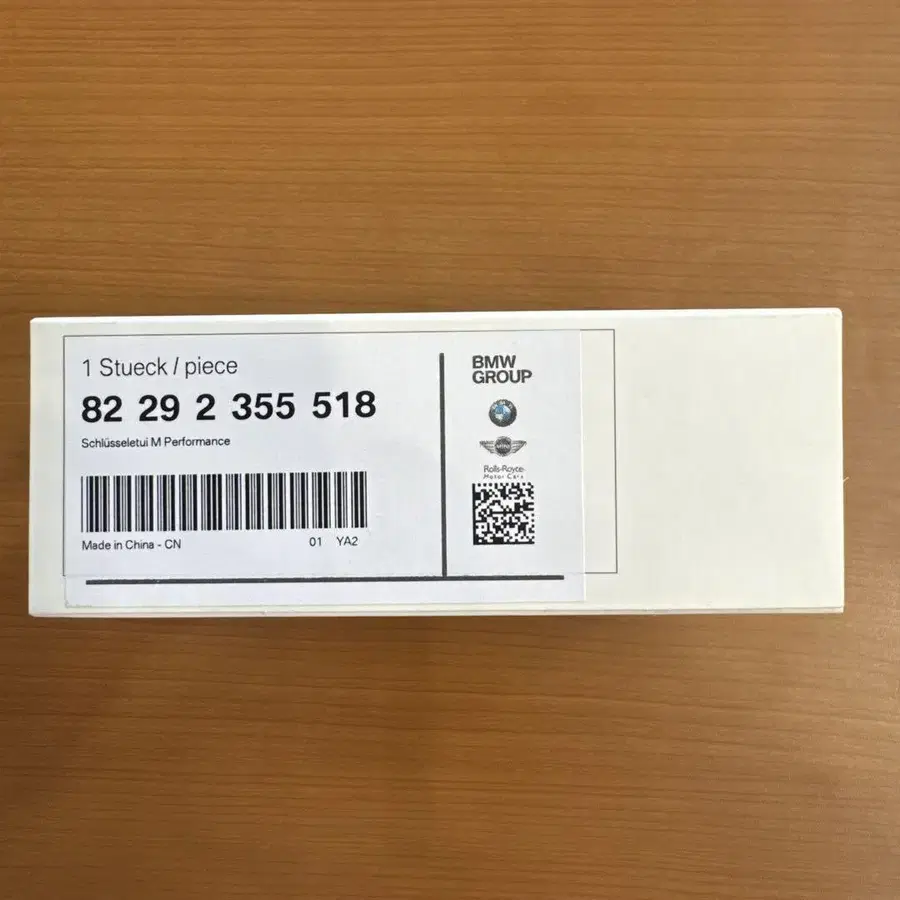 1 Stueck / piece
82 29 2 355 518
Schlüsseletui M Performance
Made in China - CN
01 YA2
BMW
GROUP
MINI
Rolls-Royce
Motor Cars